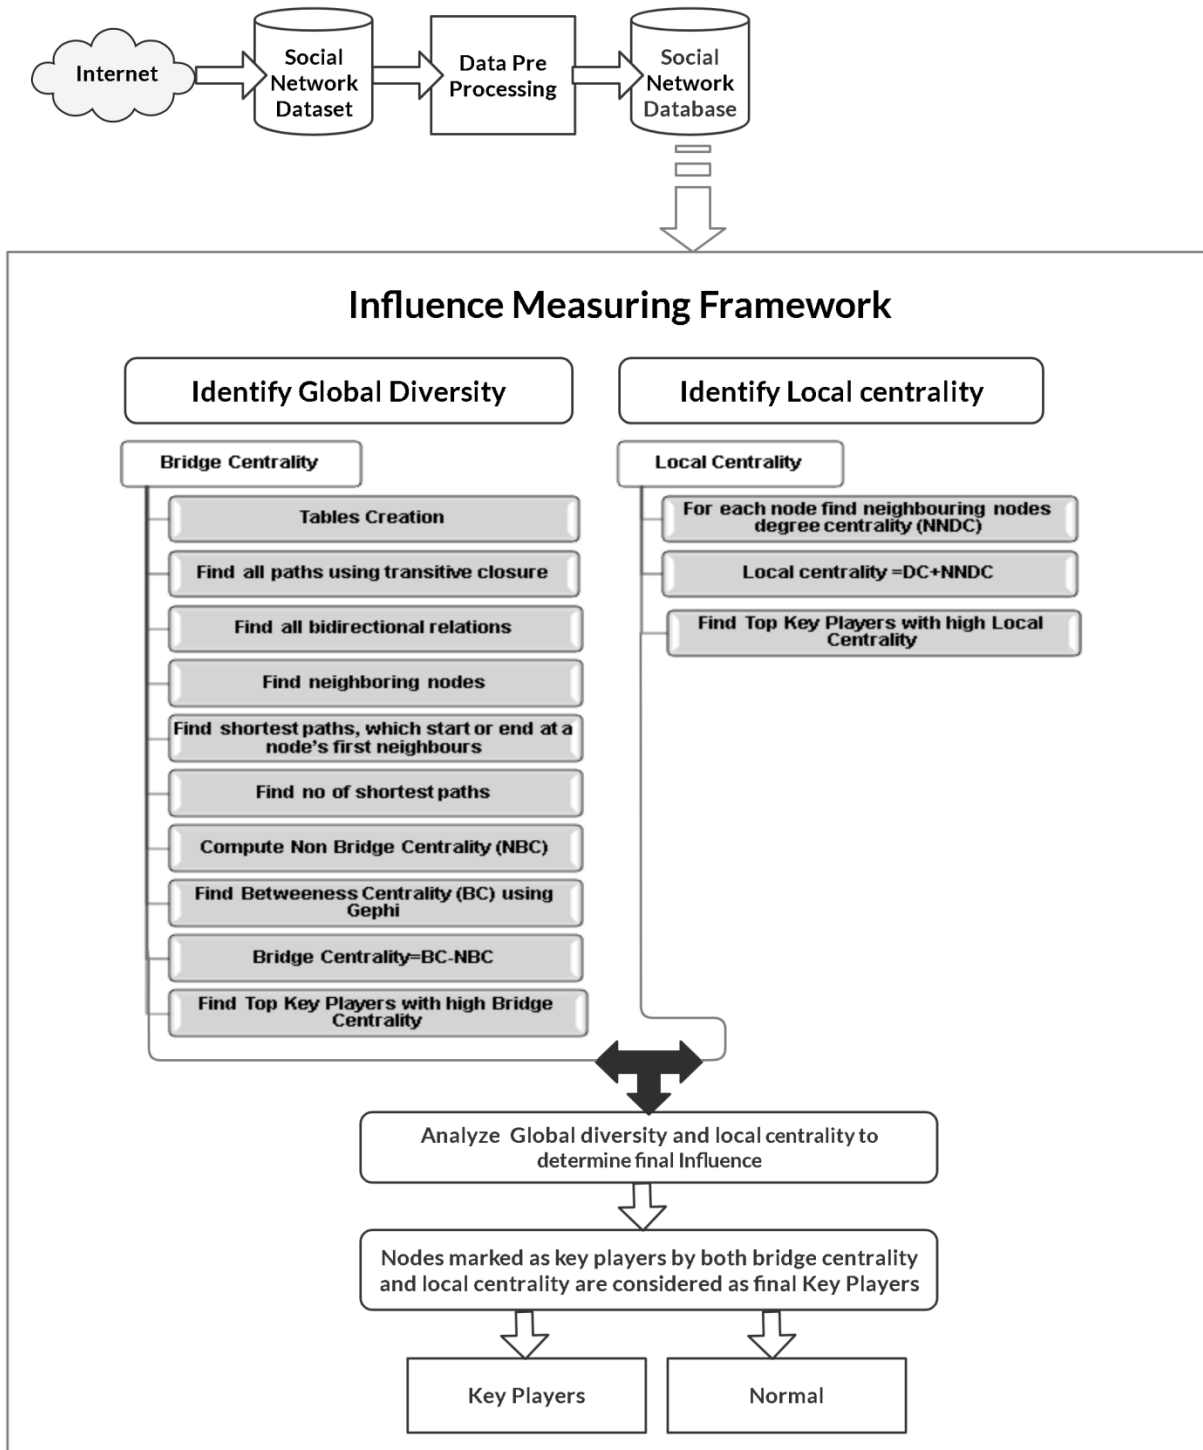 Internet
Social
Network
Dataset
Data Pre
Processing
Social
Network
Database
Influence Measuring Framework
Identify Global Diversity
Bridge Centrality
Tables Creation
Find all paths using transitive closure
Find all bidirectional relations
Find neighboring nodes
Find shortest paths, which start or end at a
node's first neighbours
Find no of shortest paths
Compute Non Bridge Centrality (NBC)
Find Betweeness Centrality (BC) using
Gephi
Bridge Centrality=BC-NBC
Find Top Key Players with high Bridge
Centrality
Identify Local centrality
Local Centrality
For each node find neighbouring nodes
degree centrality (NNDC)
Local centrality =DC+NNDC
Find Top Key Players with high Local
Centrality
Analyze Global diversity and local centrality to
determine final Influence
Nodes marked as key players by both bridge centrality
and local centrality are considered as final Key Players
Key Players
Normal